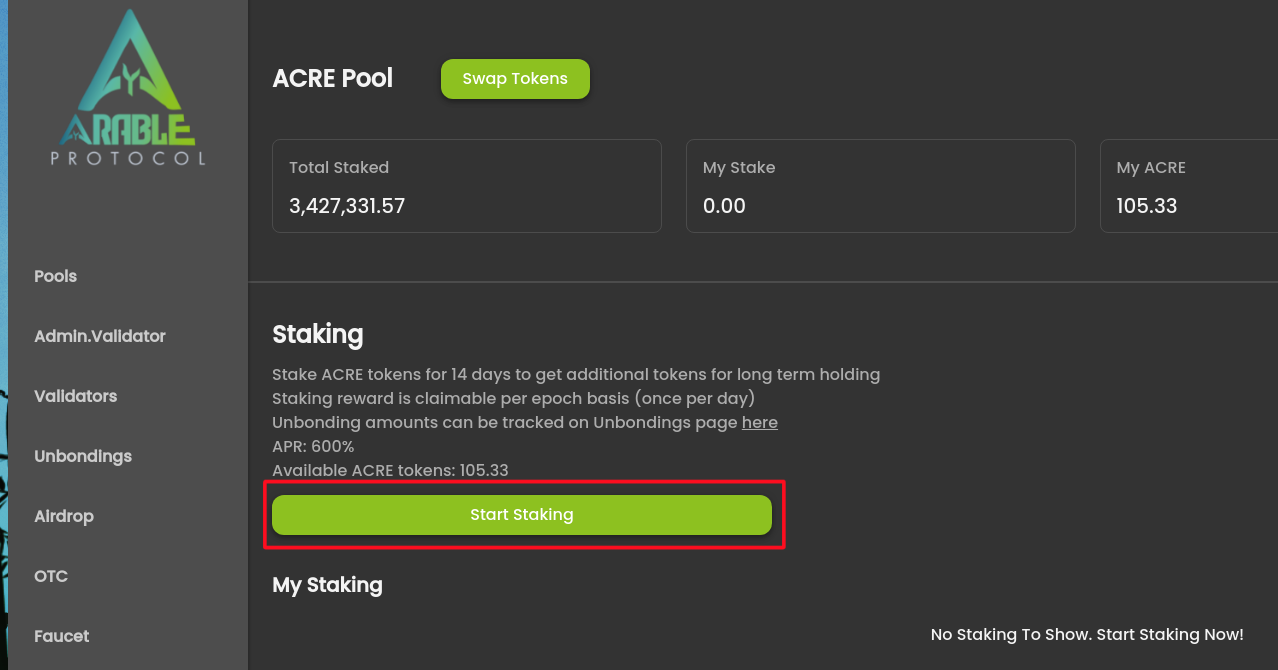 ARABLE
PROTOCOL
Pools
Admin.Validator
Validators
Unbondings
Airdrop
OTC
Faucet
ACRE Pool
Swap Tokens
Total Staked
3,427,331.57
My Stake
0.00
My ACRE
105.33
Staking
Stake ACRE tokens for 14 days to get additional tokens for long term holding
Staking reward is claimable per epoch basis (once per day)
Unbonding amounts can be tracked on Unbondings page here
APR: 600%
Available ACRE tokens: 105.33
Start Staking
My Staking
No Staking To Show. Start Staking Now!